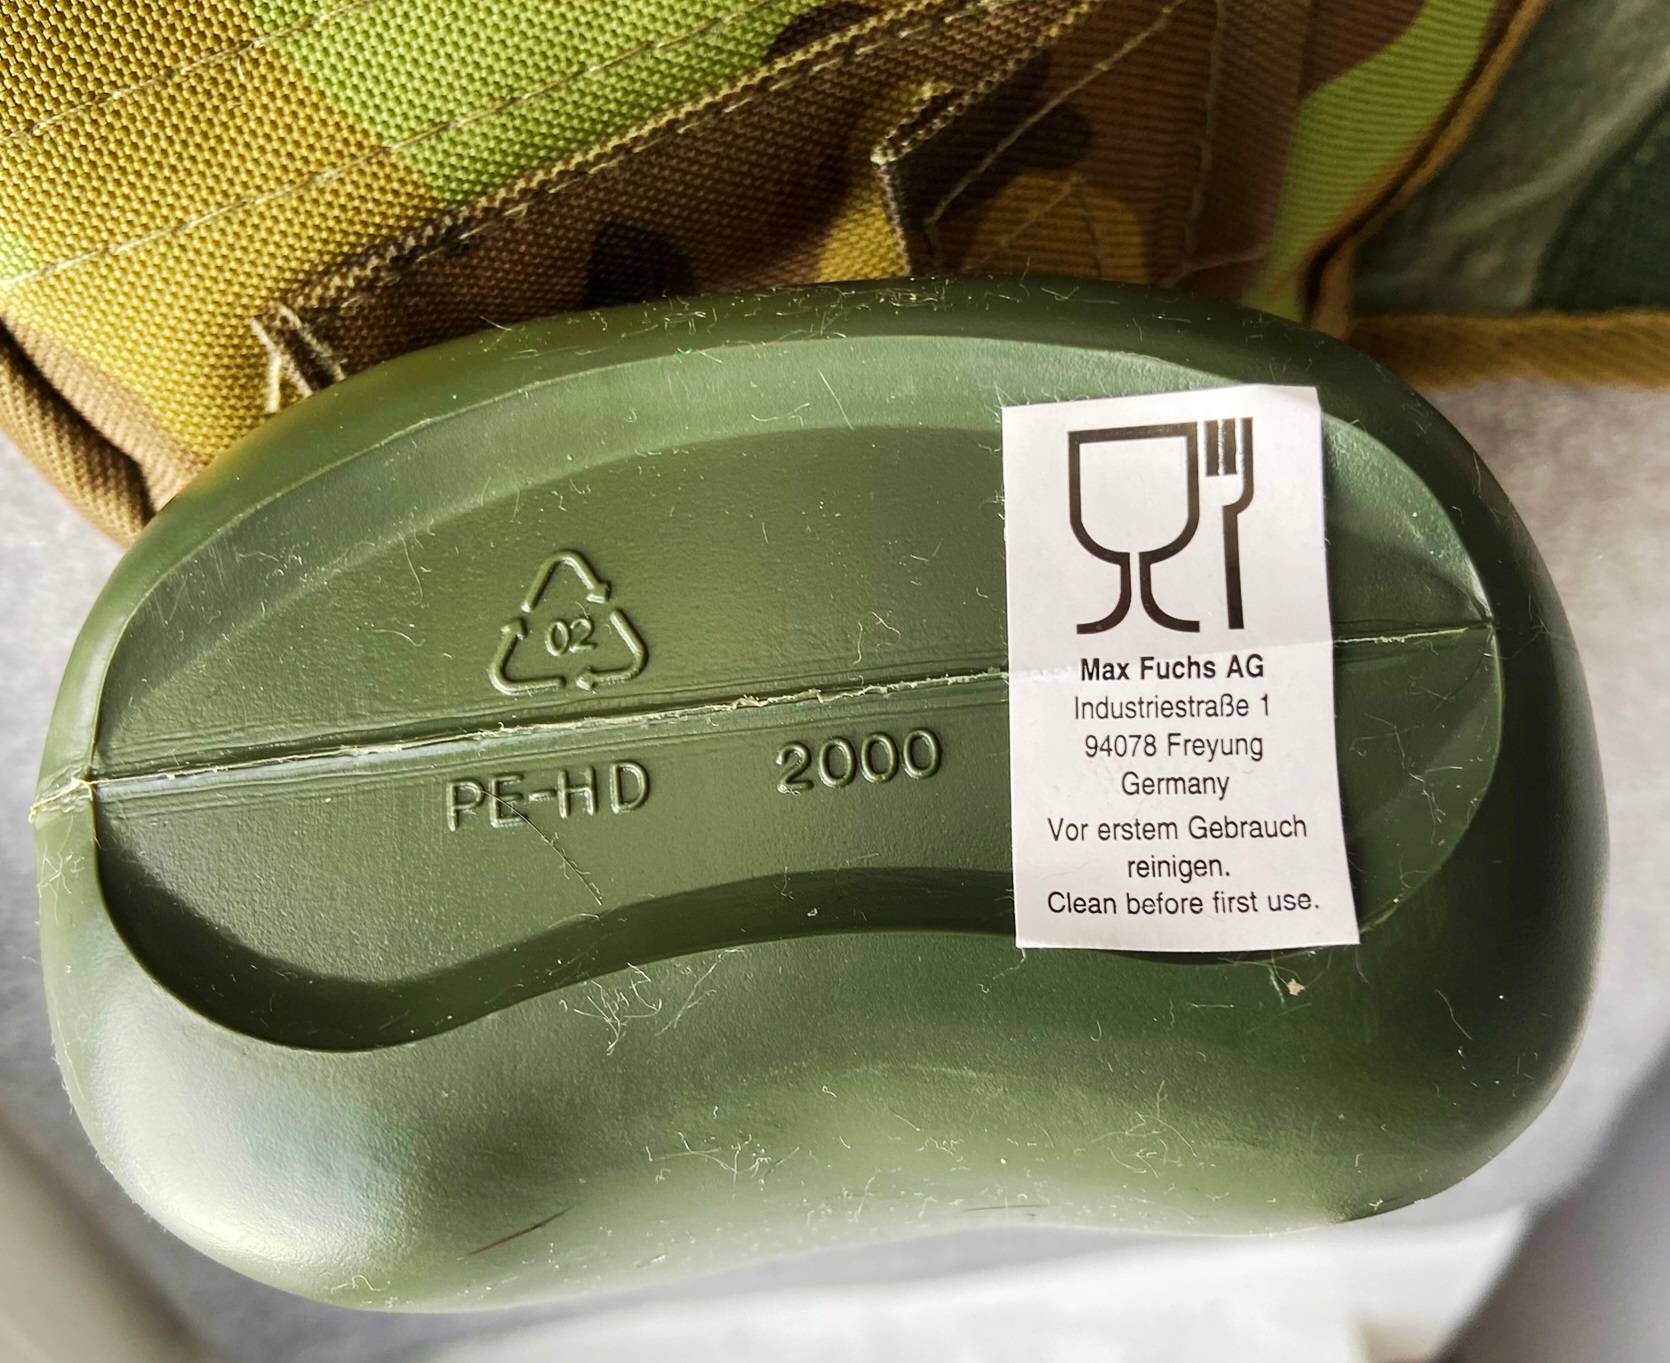 02
PE-HD 2000
Max Fuchs AG
Industriestraße 1
94078 Freyung
Germany
Vor erstem Gebrauch
reinigen.
Clean before first use.